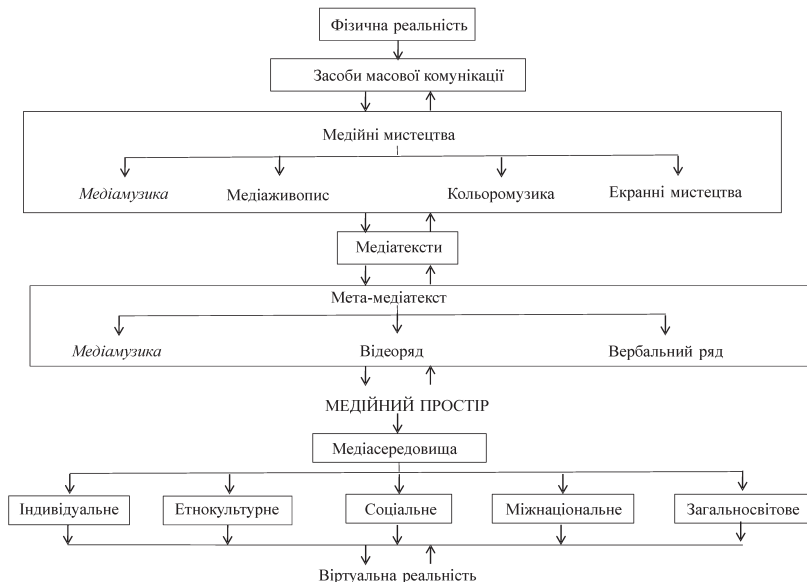 Фізична реальність
Засоби масової комунікації
Медійні мистецтва
Медіамузика Медіаживопис Кольоромузика Екранні мистецтва
Медіатексти
Мета-медіатекст
Медіамузика Відеоряд Вербальний ряд
МЕДІЙНИЙ ПРОСТІР
Медіасередовища
Індивідуальне Етнокультурне Соціальне Міжнаціональне Загальносвітове
Віртуальна реальність